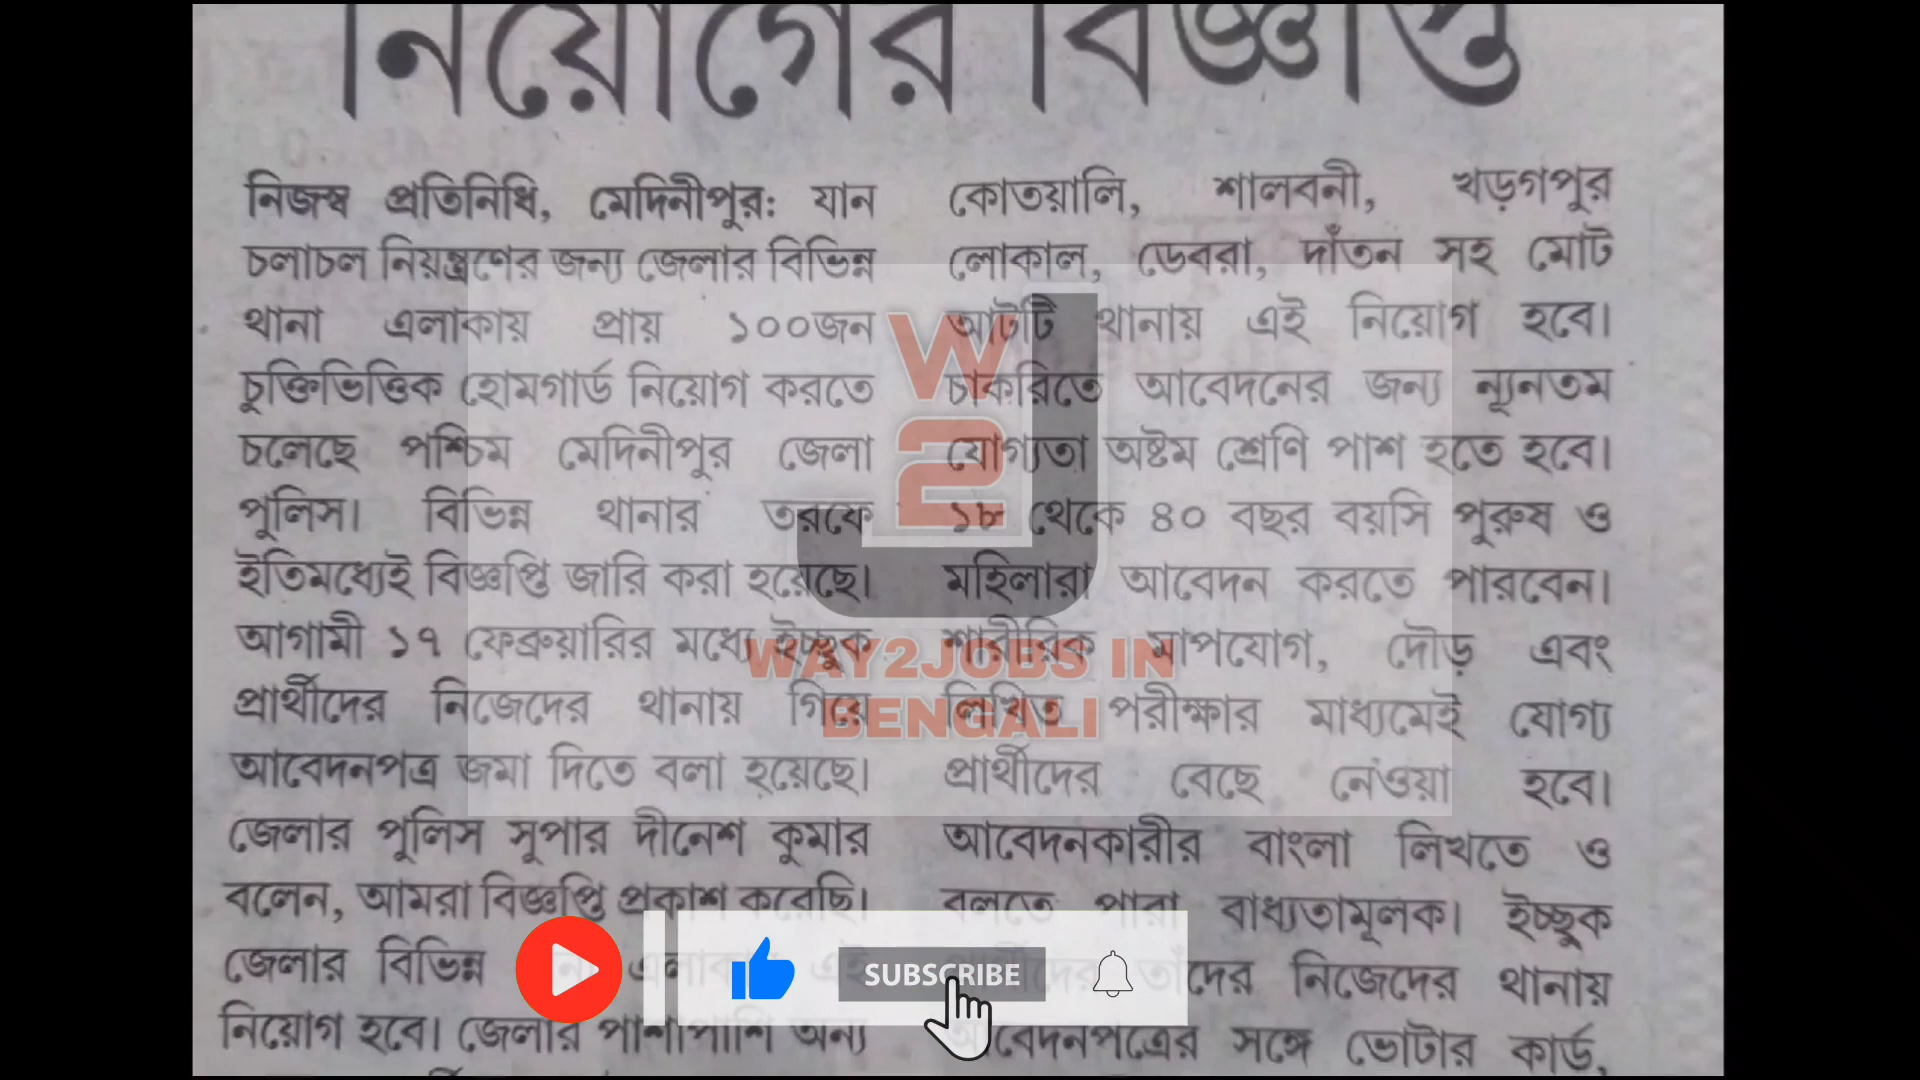 নিয়োগের বিজ্ঞপ্তি
নিজস্ব প্রতিনিধি, মেদিনীপুর: যান
চলাচল নিয়ন্ত্রণের জন্য জেলার বিভিন্ন
থানা এলাকায় প্রায় ১০০জন
চুক্তিভিত্তিক হোমগার্ড নিয়োগ করতে
চলেছে পশ্চিম মেদিনীপুর জেলা
পুলিস। বিভিন্ন থানার তরফে
ইতিমধ্যেই বিজ্ঞপ্তি জারি করা হয়েছে।
আগামী ১৭ ফেব্রুয়ারির মধ্যে ইচ্ছুক
প্রার্থীদের নিজেদের থানায় গিয়ে
আবেদনপত্র জমা দিতে বলা হয়েছে।
জেলার পুলিস সুপার দীনেশ কুমার
বলেন, আমরা বিজ্ঞপ্তি প্রকাশ করেছি।
জেলার বিভিন্ন এলাকায় এই
নিয়োগ হবে। জেলার পাশাপাশি অন্য
কোতয়ালি, শালবনী, খড়গপুর
লোকাল, ডেবরা, দাঁতন সহ মোট
আটটি থানায় এই নিয়োগ হবে।
চাকরিতে আবেদনের জন্য ন্যূনতম
যোগ্যতা অষ্টম শ্রেণি পাশ হতে হবে।
১৮ থেকে ৪০ বছর বয়সি পুরুষ ও
মহিলারা আবেদন করতে পারবেন।
শারীরিক মাপযোগ, দৌড় এবং
লিখিত পরীক্ষার মাধ্যমেই যোগ্য
প্রার্থীদের বেছে নেওয়া হবে।
আবেদনকারীর বাংলা লিখতে ও
বলতে পারা বাধ্যতামূলক। ইচ্ছুক
তাঁদের নিজেদের থানায়
আবেদনপত্রের সঙ্গে ভোটার কার্ড,
W
2
J
WAY2JOBS IN
BENGALI
SUBSCRIBE